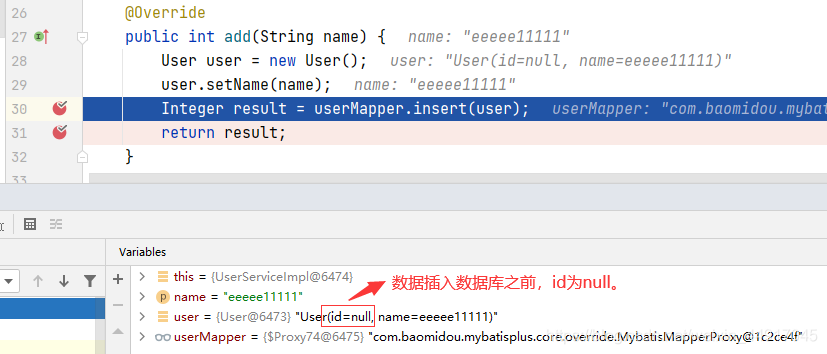 26 @Override
27 public int add(String name) { name: "eeeee11111"
28 User user = new User(); user: "User(id=null, name=eeeee11111)"
29 user.setName(name); name: "eeeee11111"
30 Integer result = userMapper.insert(user); userMapper: "com.baomidou.mybat
31 return result;
32 }
33
Variables
this = {UserServiceImpl@6474}
数据插入数据库之前，id为null。
p name = "eeeee11111"
user = {User@6473} "User(id=null, name=eeeee11111)"
userMapper = {$Proxy74@6475} "com.baomidou.mybatisplus.core.override.MybatisMapperProxy@1c2ce4f"